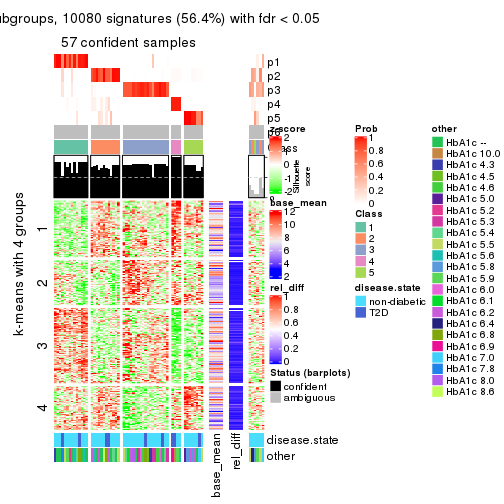 ubgroups, 10080 signatures (56.4%) with fdr < 0.05
57 confident samples
p1
p2
p3
p4
p5
1
2
3
4
k-means with 4 groups
base_mean
rel_diff
disease.state
other
2
1
0
-1
-2
Silhouette
score
base_mean
12
10
8
6
4
2
rel_diff
1
0.8
0.6
0.4
0.2
0
Status (barplots)
confident
ambiguous
Prob
1
0.8
0.6
0.4
0.2
0
Class
1
2
3
4
5
disease.state
non-diabetic
T2D
other
HbA1c --
HbA1c 10.0
HbA1c 4.3
HbA1c 4.5
HbA1c 4.6
HbA1c 5.0
HbA1c 5.2
HbA1c 5.3
HbA1c 5.4
HbA1c 5.5
HbA1c 5.6
HbA1c 5.8
HbA1c 5.9
HbA1c 6.0
HbA1c 6.1
HbA1c 6.2
HbA1c 6.4
HbA1c 6.8
HbA1c 6.9
HbA1c 7.0
HbA1c 7.8
HbA1c 8.0
HbA1c 8.6